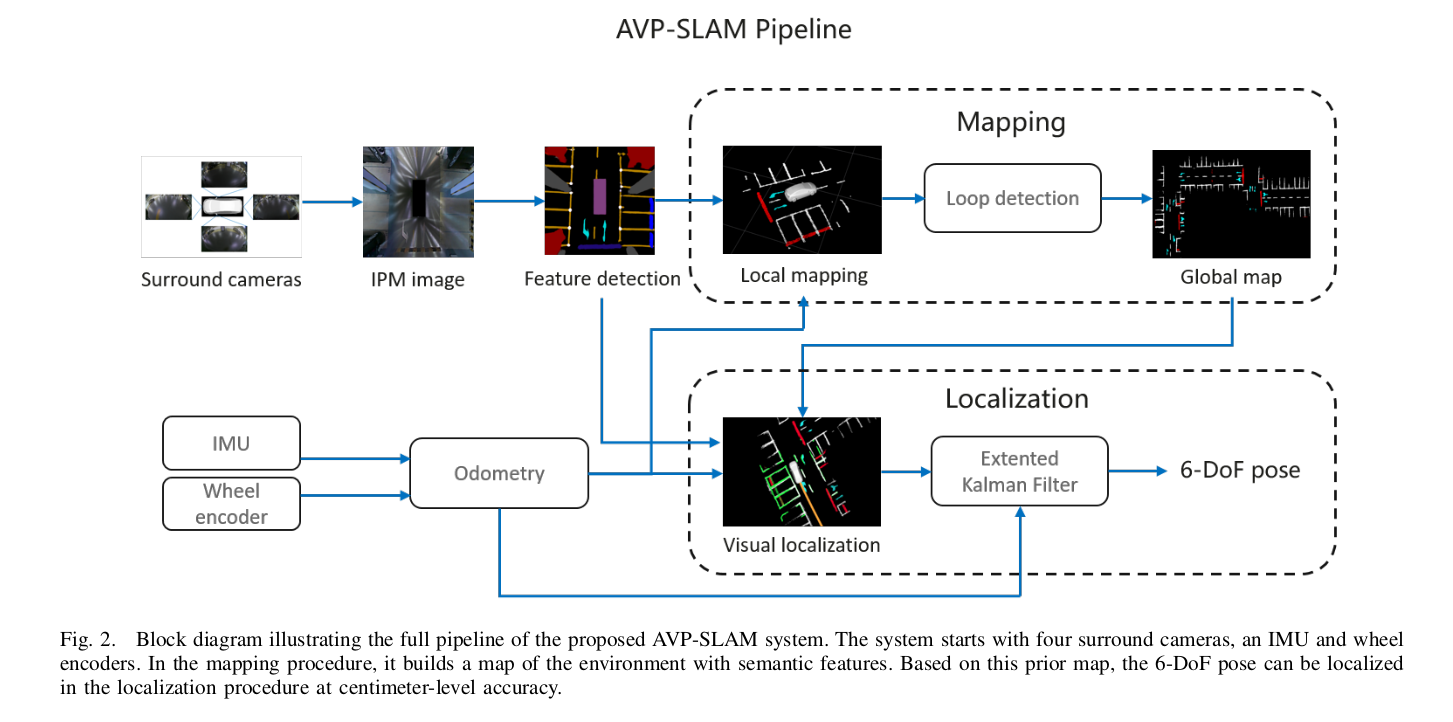 AVP-SLAM Pipeline
Mapping
Loop detection
Surround cameras
IPM image
Feature detection
Local mapping
Global map
Localization
IMU
Wheel
encoder
Odometry
Extented
Kalman Filter
6-DoF pose
Visual localization
Fig. 2. Block diagram illustrating the full pipeline of the proposed AVP-SLAM system. The system starts with four surround cameras, an IMU and wheel
encoders. In the mapping procedure, it builds a map of the environment with semantic features. Based on this prior map, the 6-DoF pose can be localized
in the localization procedure at centimeter-level accuracy.